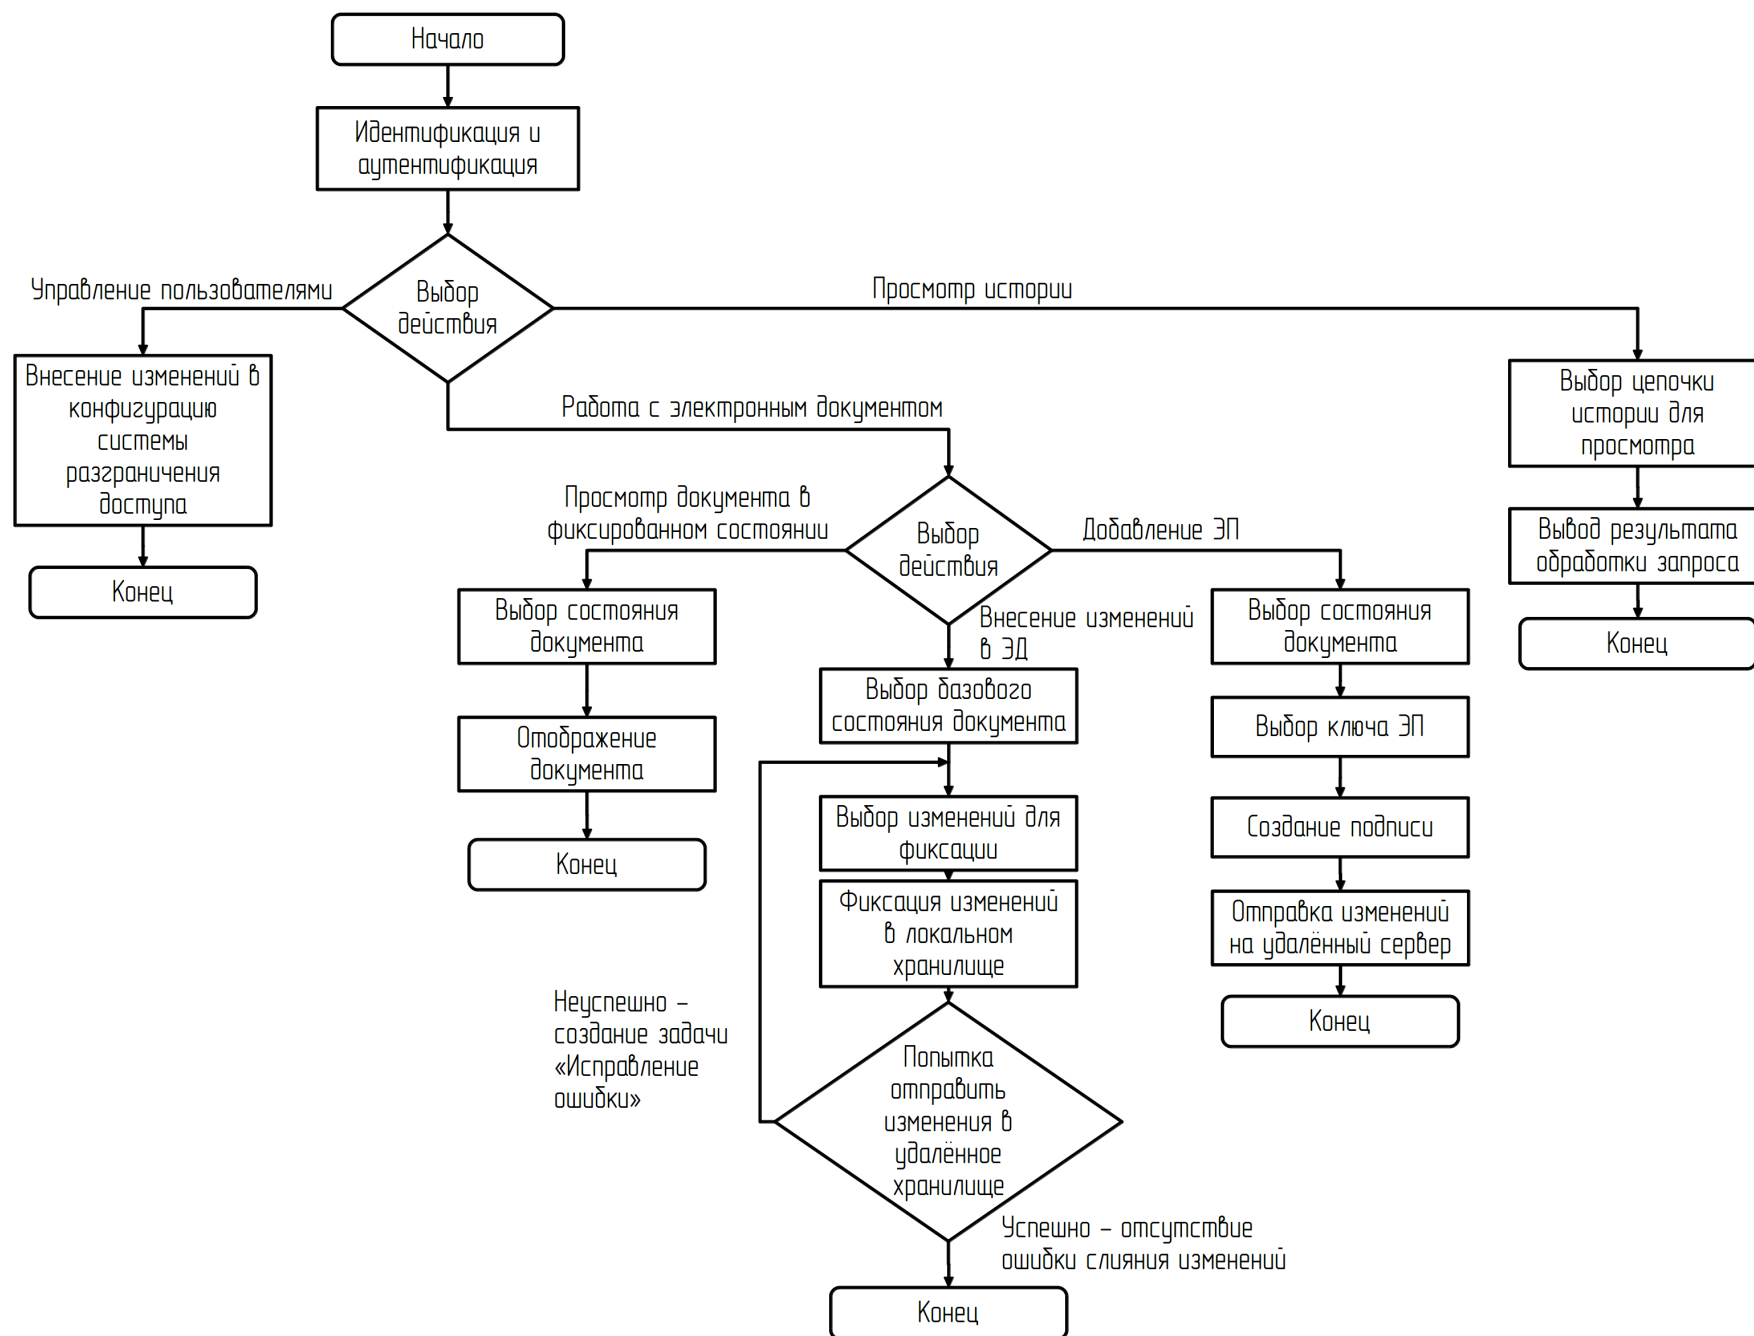 Начало
Идентификация и
аутентификация
Выбор
действия
Управление пользователями
Просмотр истории
Внесение изменений в
конфигурацию
системы
разграничения
доступа
Конец
Работа с электронным документом
Выбор цепочки
истории для
просмотра
Вывод результата
обработки запроса
Конец
Выбор
действия
Просмотр документа в
фиксированном состоянии
Добавление ЭП
Внесение изменений
в ЭД
Выбор состояния
документа
Отображение
документа
Конец
Выбор базового
состояния документа
Выбор изменений для
фиксации
Фиксация изменений
в локальном
хранилище
Попытка
отправить
изменения в
удалённое
хранилище
Неуспешно –
создание задачи
«Исправление
ошибки»
Успешно – отсутствие
ошибки слияния изменений
Конец
Выбор состояния
документа
Выбор ключа ЭП
Создание подписи
Отправка изменений
на удалённый сервер
Конец